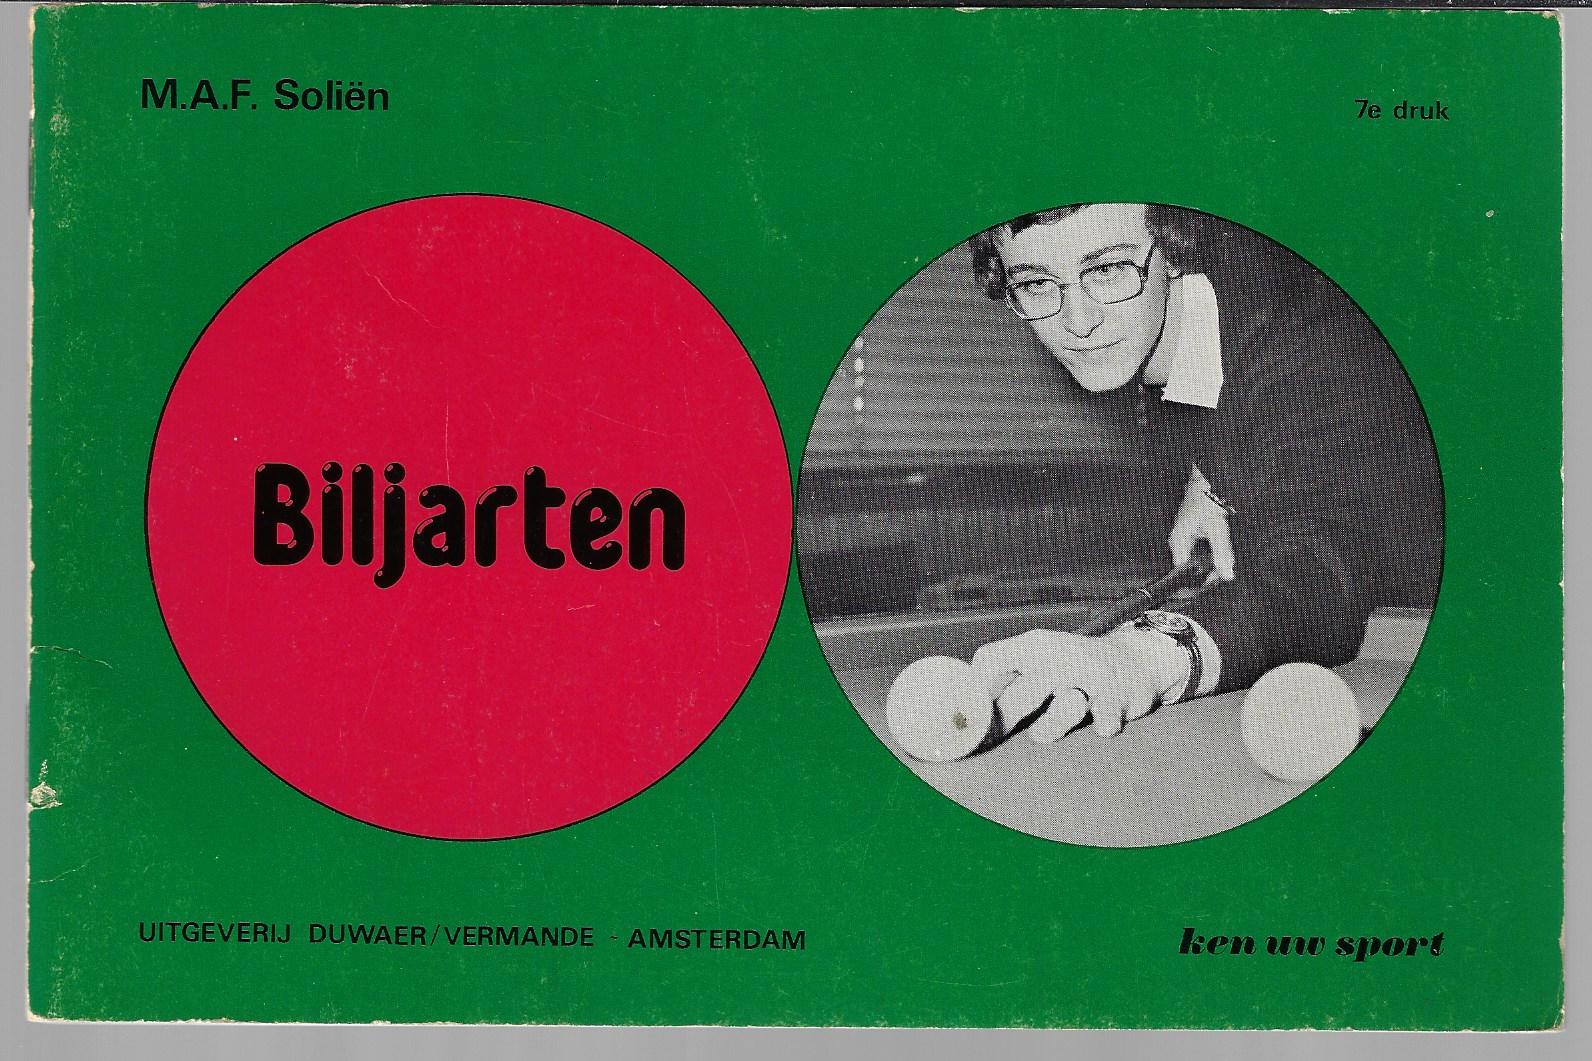 M.A.F. Soliën
7e druk
Biljarten
UITGEVERIJ DUWAER/VERMANDE - AMSTERDAM
ken uw sport